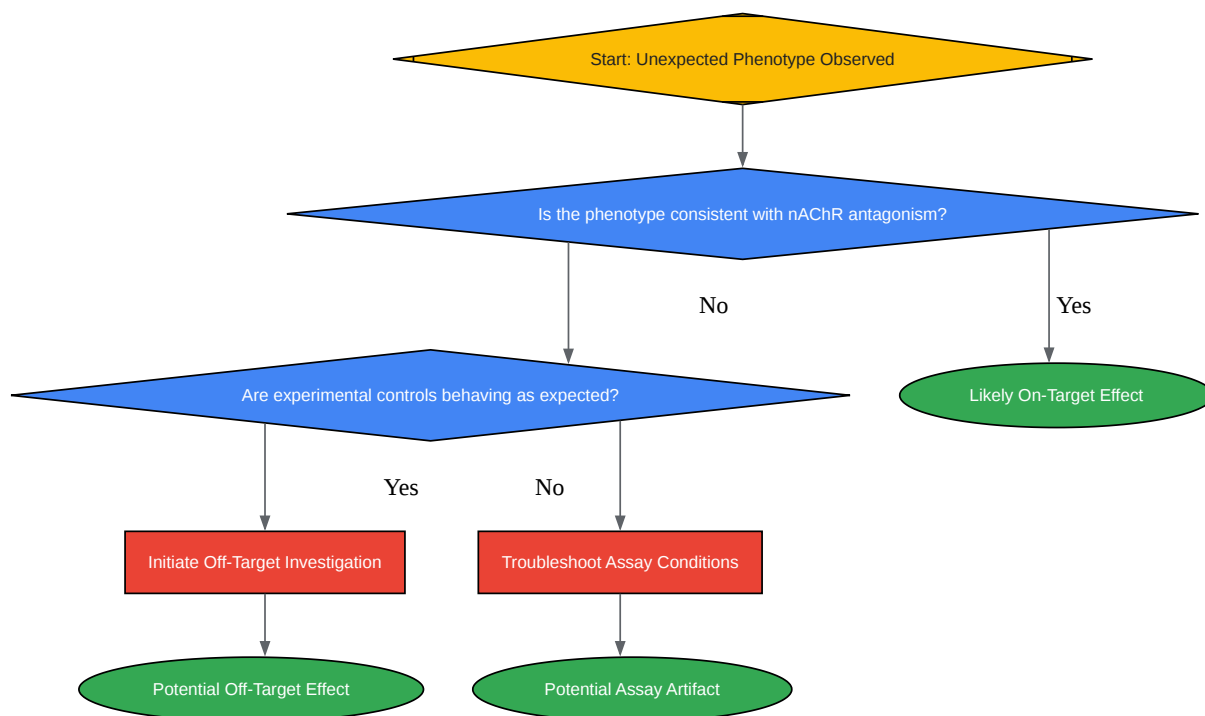 Start: Unexpected Phenotype Observed
Is the phenotype consistent with nAChR antagonism?
No
Yes
Are experimental controls behaving as expected?
Likely On-Target Effect
Yes
No
Initiate Off-Target Investigation
Troubleshoot Assay Conditions
Potential Off-Target Effect
Potential Assay Artifact